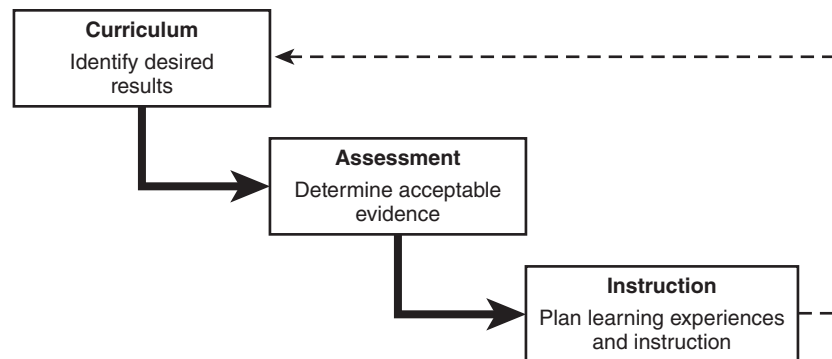 Curriculum
Identify desired
results
Assessment
Determine acceptable
evidence
Instruction
Plan learning experiences
and instruction